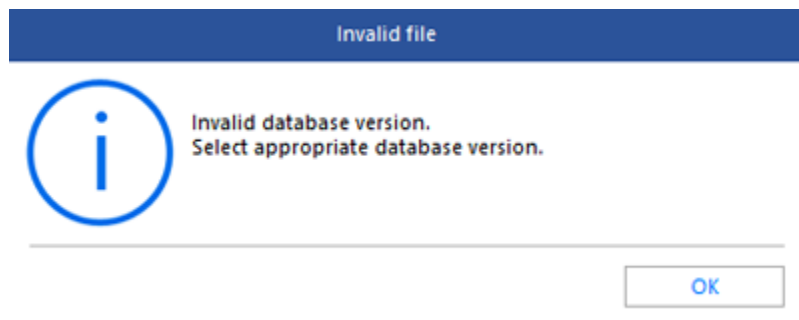 Invalid file
Invalid database version.
Select appropriate database version.
OK